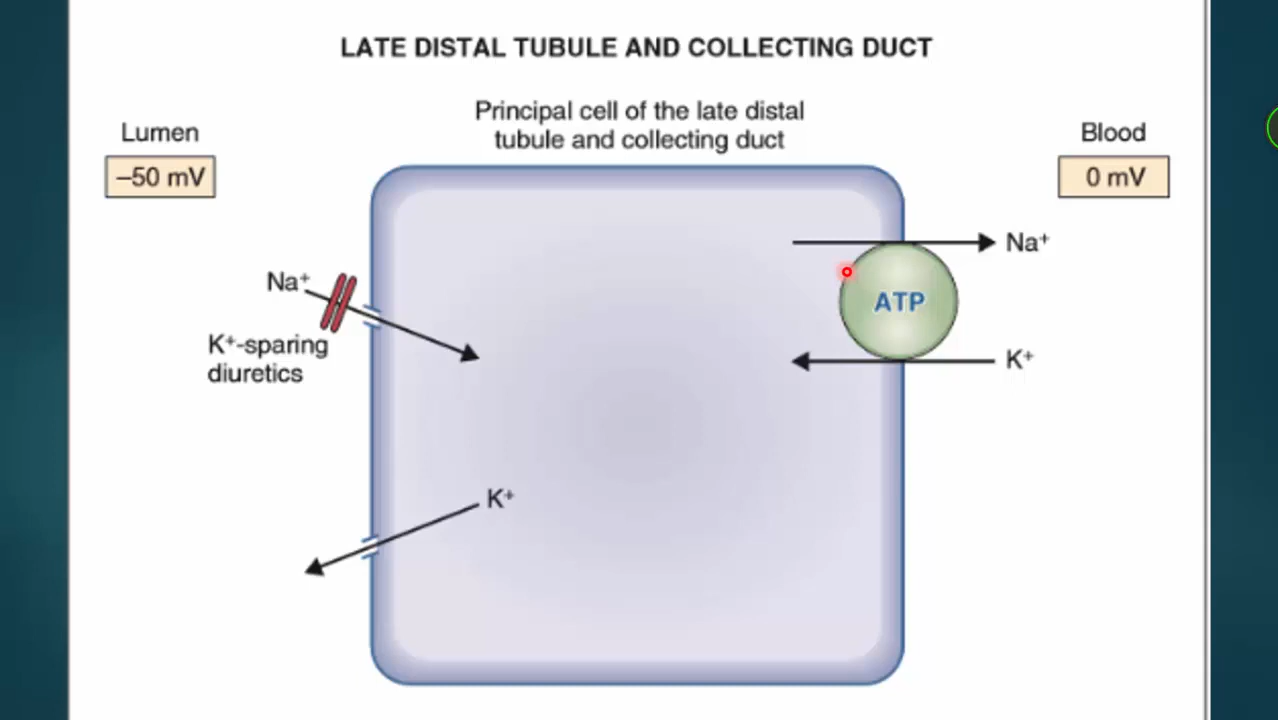 LATE DISTAL TUBULE AND COLLECTING DUCT
Principal cell of the late distal
tubule and collecting duct
Lumen
–50 mV
Blood
0 mV
Na⁺
K⁺-sparing
diuretics
K⁺
Na⁺
ATP
K⁺